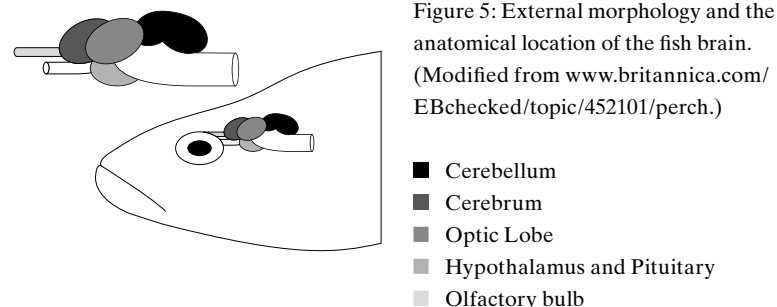 Figure 5: External morphology and the
anatomical location of the fish brain.
(Modified from www.britannica.com/
EBchecked/topic/452101/perch.)
Cerebellum
Cerebrum
Optic Lobe
Hypothalamus and Pituitary
Olfactory bulb